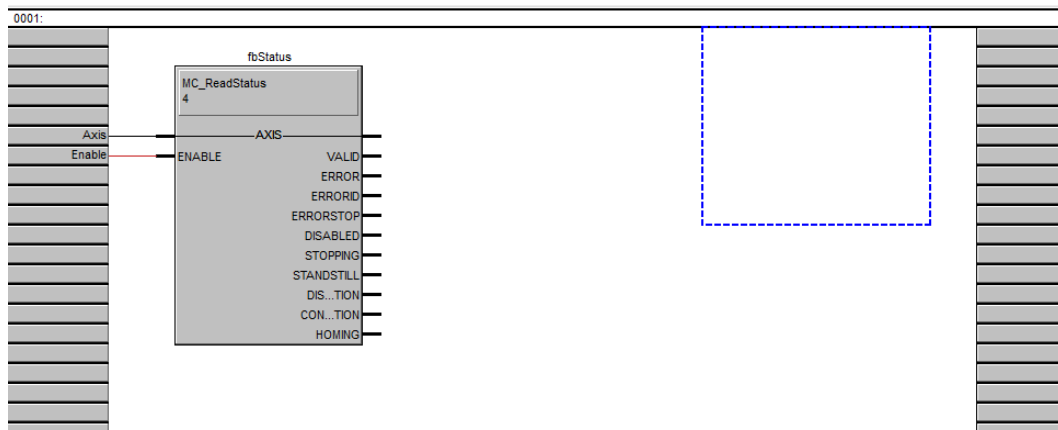 0001:
fbStatus
MC_ReadStatus
4
Axis AXIS
Enable ENABLE VALID
ERROR
ERRORID
ERRORSTOP
DISABLED
STOPPING
STANDSTILL
DIS...TION
CON...TION
HOMING